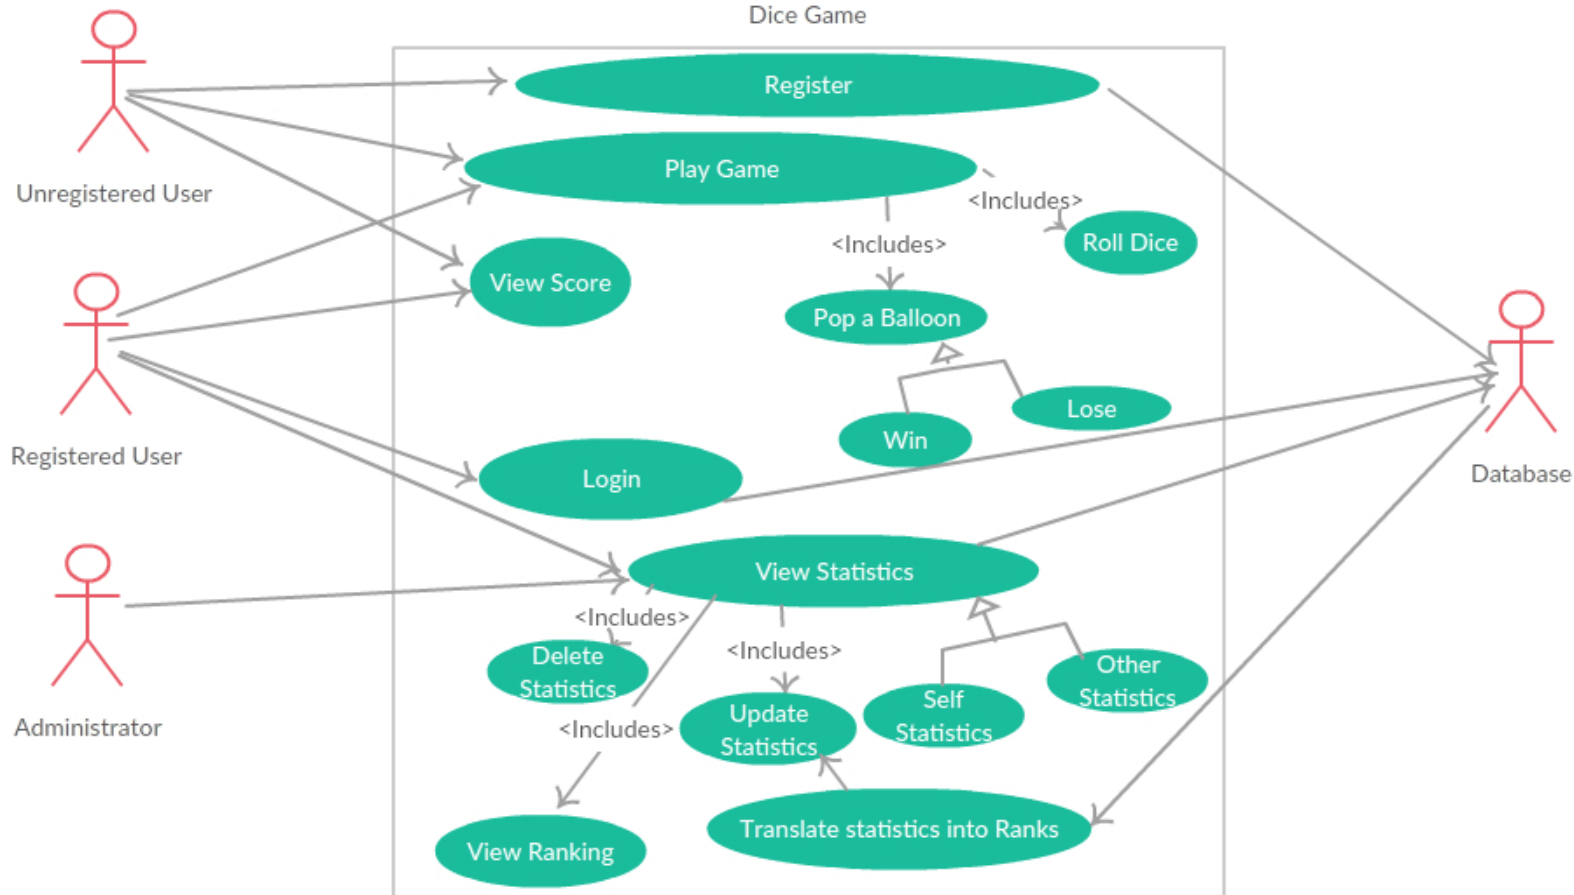 Dice Game
Register
Play Game
Unregistered User
<Includes>
Roll Dice
<Includes>
View Score
Pop a Balloon
Lose
Win
Registered User
Login
Database
View Statistics
<Includes>
<Includes>
Delete
Statistics
Other
Statistics
Self
Statistics
Update
Statistics
Administrator
<Includes>
Translate statistics into Ranks
View Ranking